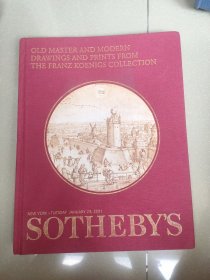 OLD MASTER AND MODERN
DRAWINGS AND PRINTS FROM
THE FRANZ KOENIGS COLLECTION
NEW YORK · TUESDAY JANUARY 23, 2001
SOTHEBY'S